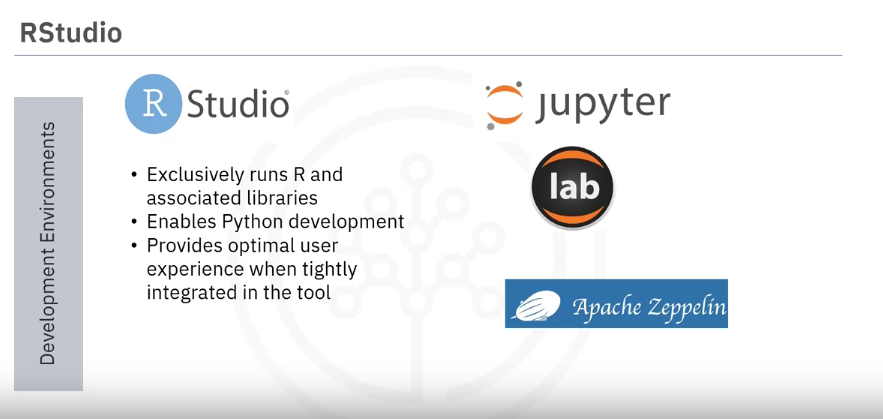 RStudio
Development Environments
R Studio
• Exclusively runs R and
associated libraries
• Enables Python development
• Provides optimal user
experience when tightly
integrated in the tool
jupyter
lab
Apache Zeppelin